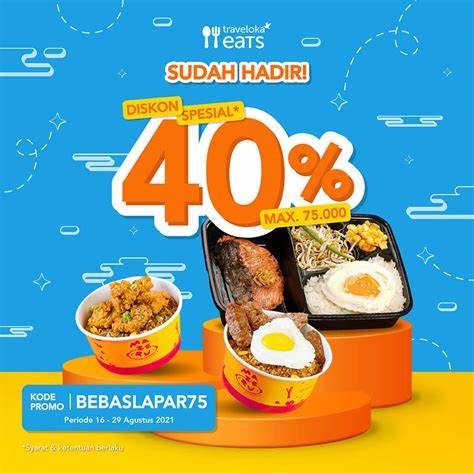 traveloka
EATS
SUDAH HADIR!
DISKON
SPESIAL*
40%
MAX. 75.000
KODE
PROMO
BEBASLAPAR75
Periode 16 - 29 Agustus 2021
*Syarat & ketentuan berlaku